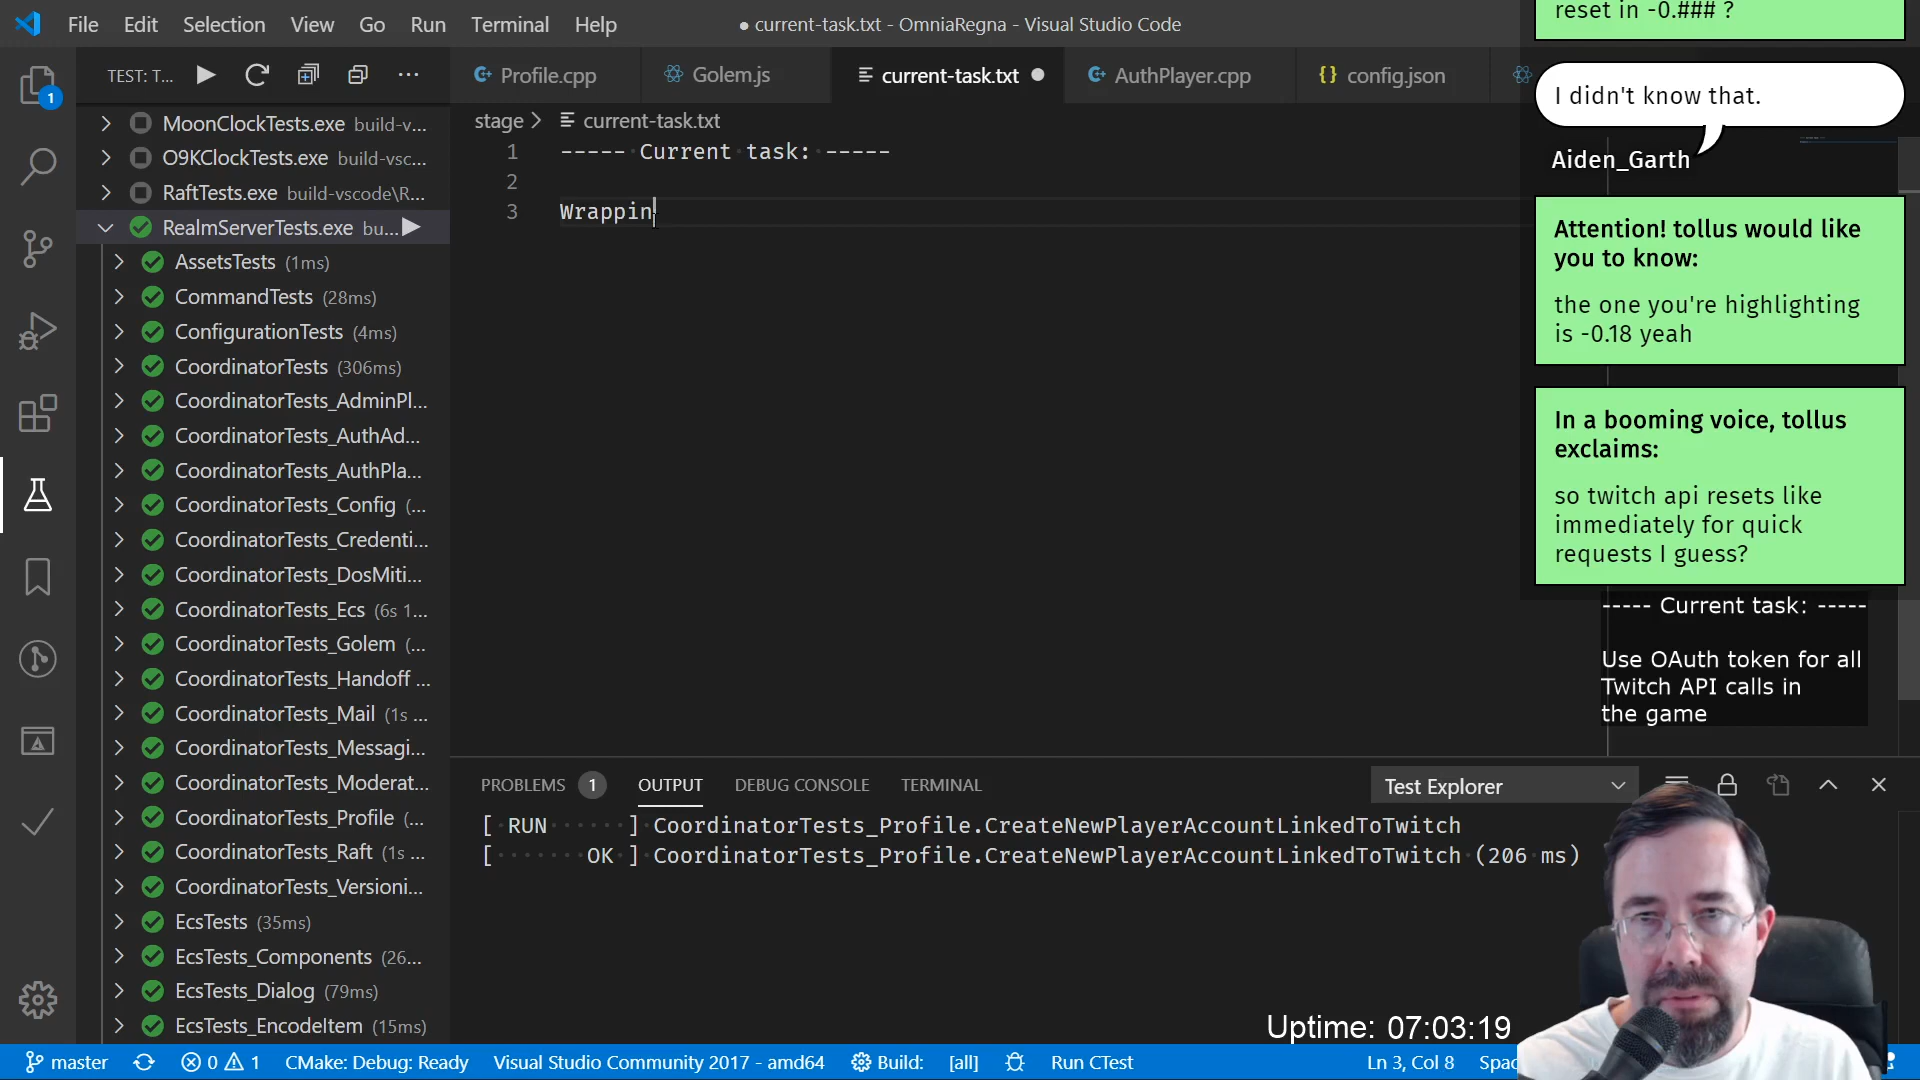 File Edit Selection View Go Run Terminal Help
● current-task.txt - OmniaRegna - Visual Studio Code
TEST: T...
Profile.cpp
Golem.js
current-task.txt
AuthPlayer.cpp
config.json
1
stage > current-task.txt
1 ----- Current task: -----
2
3 Wrappin
MoonClockTests.exe build-v...
O9KClockTests.exe build-vsc...
RaftTests.exe build-vscode\R...
RealmServerTests.exe bu...
AssetsTests (1ms)
CommandTests (28ms)
ConfigurationTests (4ms)
CoordinatorTests (306ms)
CoordinatorTests_AdminPl...
CoordinatorTests_AuthAd...
CoordinatorTests_AuthPla...
CoordinatorTests_Config (...
CoordinatorTests_Credenti...
CoordinatorTests_DosMiti...
CoordinatorTests_Ecs (6s 1...
CoordinatorTests_Golem (...
CoordinatorTests_Handoff ...
CoordinatorTests_Mail (1s ...
CoordinatorTests_Messagi...
CoordinatorTests_Moderat...
CoordinatorTests_Profile (...
CoordinatorTests_Raft (1s ...
CoordinatorTests_Versioni...
EcsTests (35ms)
EcsTests_Components (26...
EcsTests_Dialog (79ms)
EcsTests_EncodeItem (15ms)
reset in -0.### ?
I didn't know that.
Aiden_Garth
Attention! tollus would like
you to know:
the one you're highlighting
is -0.18 yeah
In a booming voice, tollus
exclaims:
so twitch api resets like
immediately for quick
requests I guess?
----- Current task: -----
Use OAuth token for all
Twitch API calls in
the game
PROBLEMS 1 OUTPUT DEBUG CONSOLE TERMINAL
Test Explorer
[ RUN······] CoordinatorTests_Profile.CreateNewPlayerAccountLinkedToTwitch
[ ·······OK ] CoordinatorTests_Profile.CreateNewPlayerAccountLinkedToTwitch (206 ms)
Uptime: 07:03:19
master
0 1
CMake: Debug: Ready
Visual Studio Community 2017 - amd64
Build:
[all]
Run CTest
Ln 3, Col 8
Spac